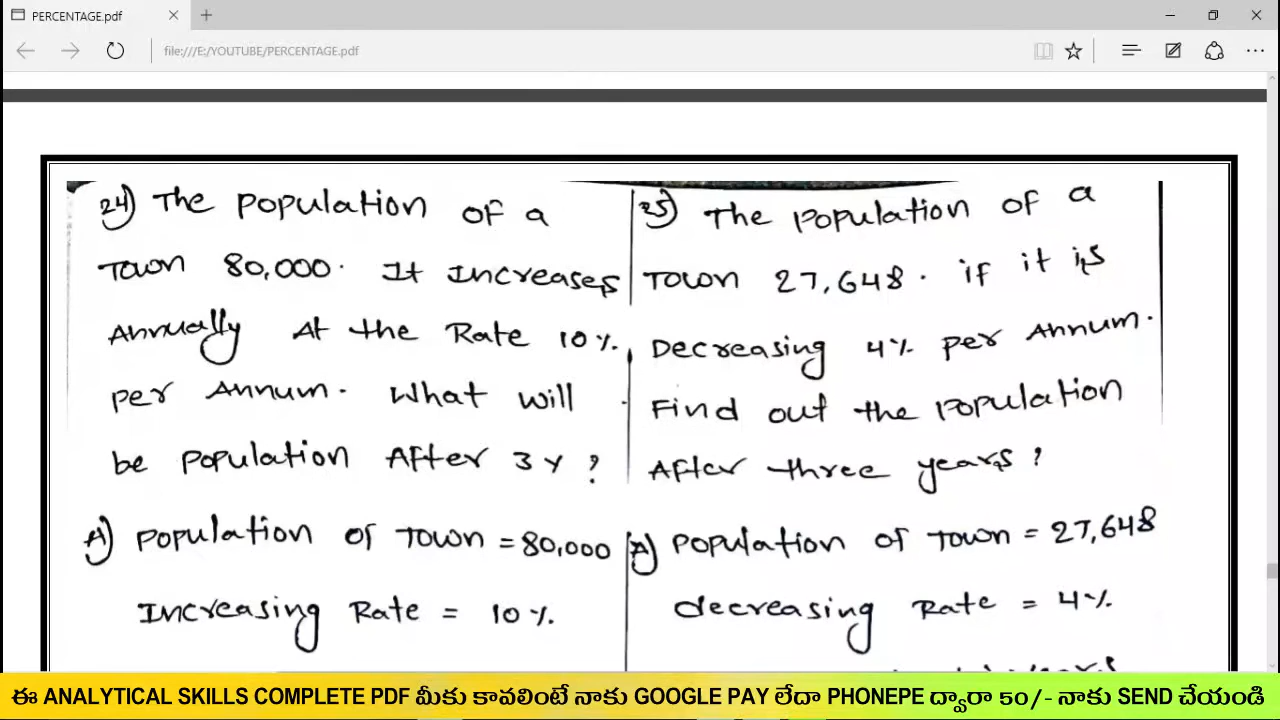 PERCENTAGE.pdf
file:///E:/YOUTUBE/PERCENTAGE.pdf
24) The population of a
Town 80,000. It Increases
Annually At the Rate 10%.
per Annum. What will
be population After 3Y?
A) population of Town = 80,000
Increasing Rate = 10%.
25) The population of a
Town 27,648. if it is
Decreasing 4% per Annum.
Find out the population
After three years?
A) population of Town = 27,648
decreasing Rate = 4%.
ఈ ANALYTICAL SKILLS COMPLETE PDF మీకు కావలింటే నాకు GOOGLE PAY లేదా PHONEPE ద్వారా 50/- నాకు SEND చేయండి